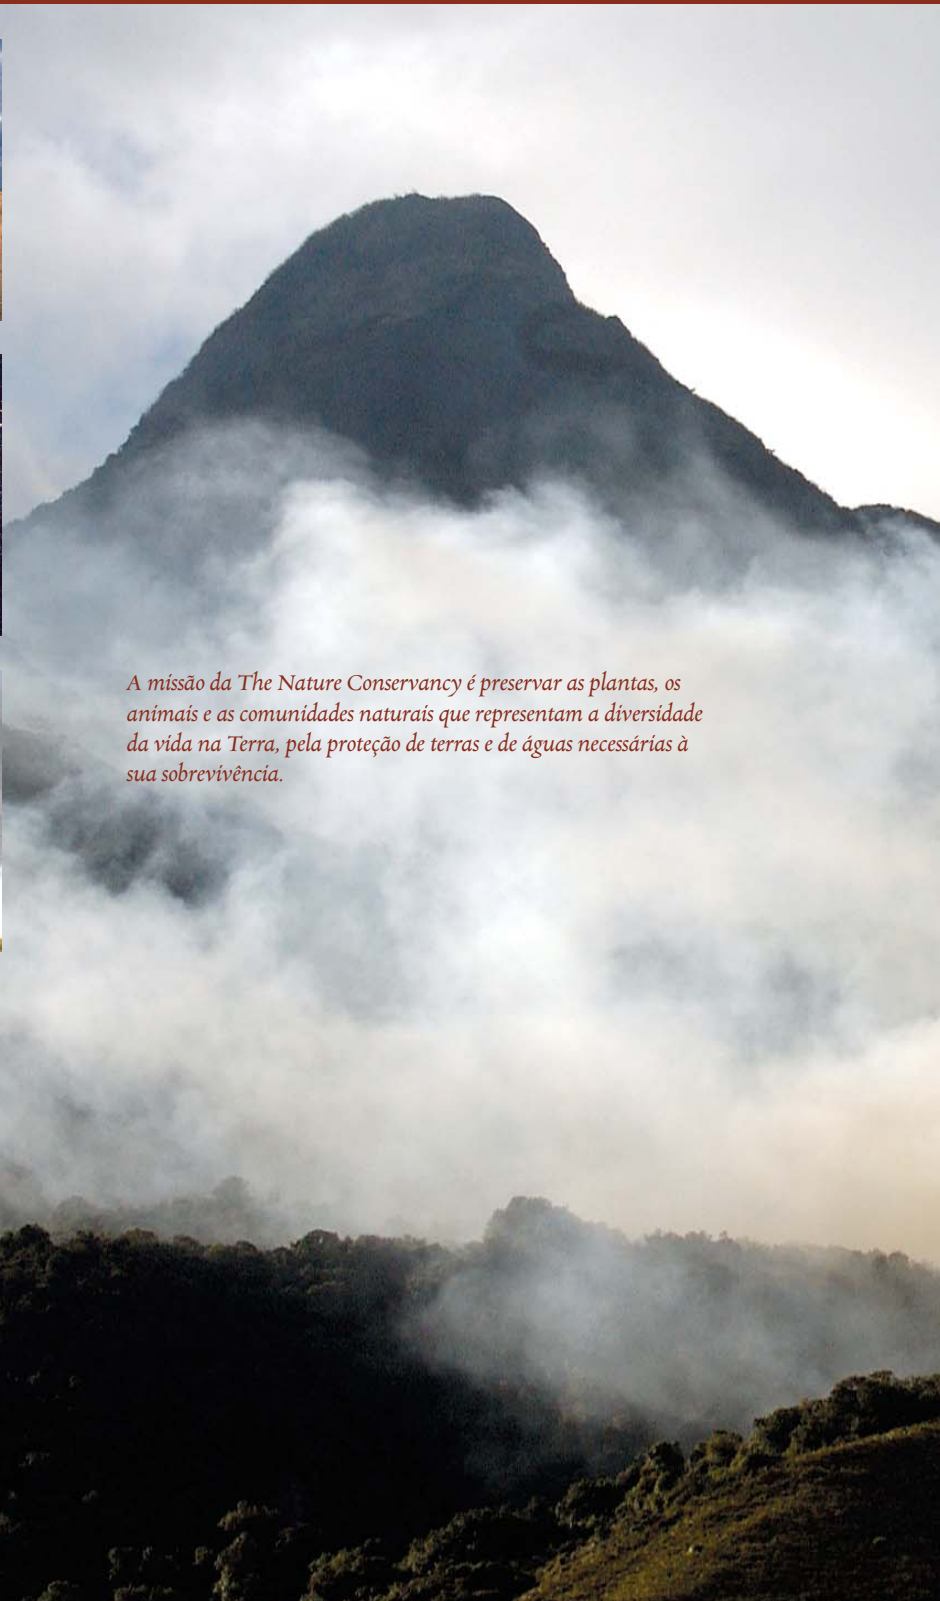 A missão da The Nature Conservancy é preservar as plantas, os
animais e as comunidades naturais que representam a diversidade
da vida na Terra, pela proteção de terras e de águas necessárias à
sua sobrevivência.